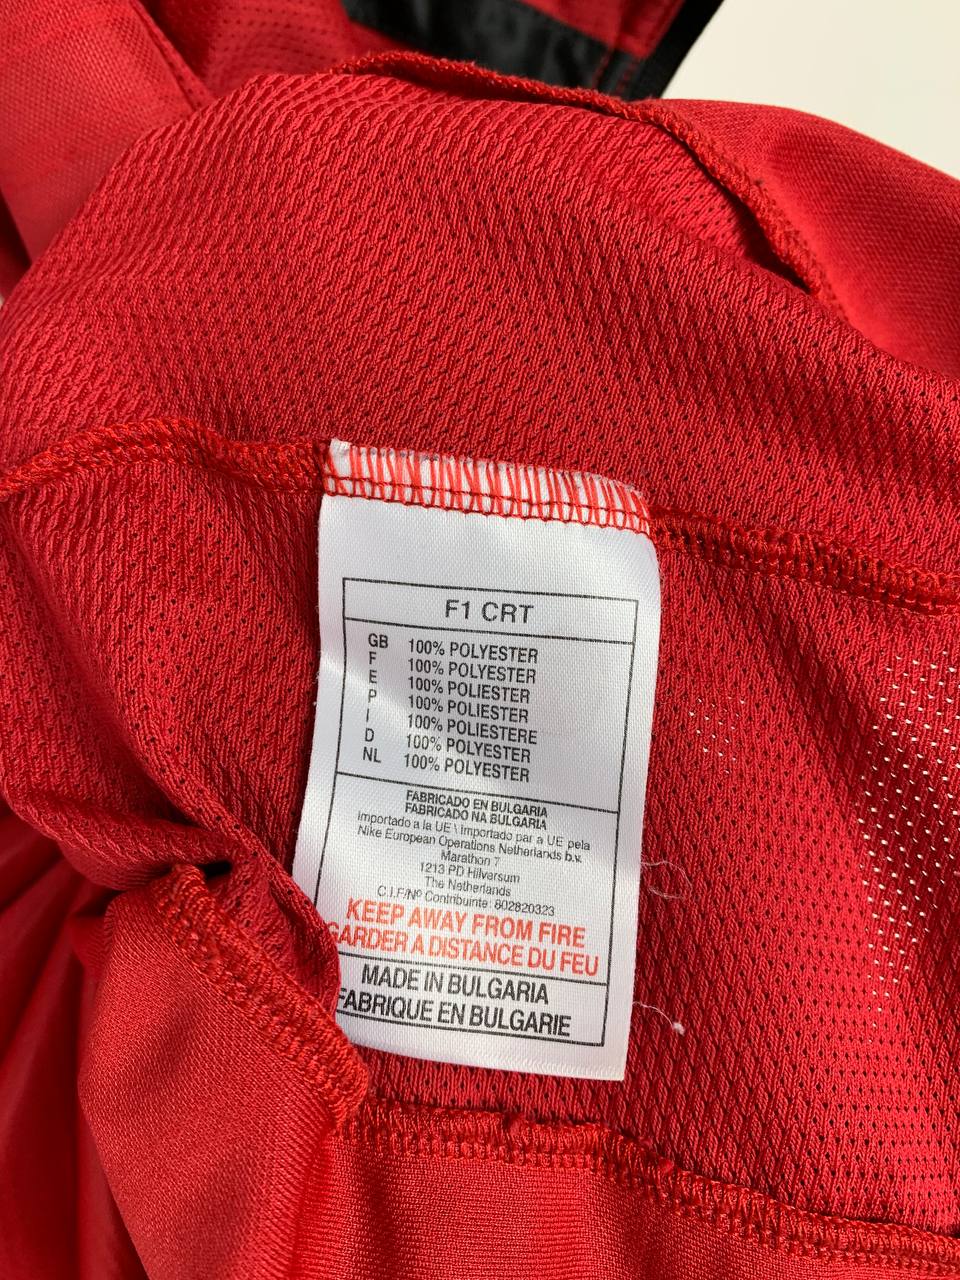 F1 CRT
GB 100% POLYESTER
F 100% POLYESTER
E 100% POLIESTER
P 100% POLIESTER
I 100% POLIESTERE
D 100% POLYESTER
NL 100% POLYESTER
FABRICADO EN BULGARIA
FABRICADO NA BULGARIA
Importado a la UE \ Importado par a UE pela
Nike European Operations Netherlands b.v.
Marathon 7
1213 PD Hilversum
The Netherlands
C.I.F/Nº Contribuinte: 802820323
KEEP AWAY FROM FIRE
GARDER A DISTANCE DU FEU
MADE IN BULGARIA
FABRIQUE EN BULGARIE